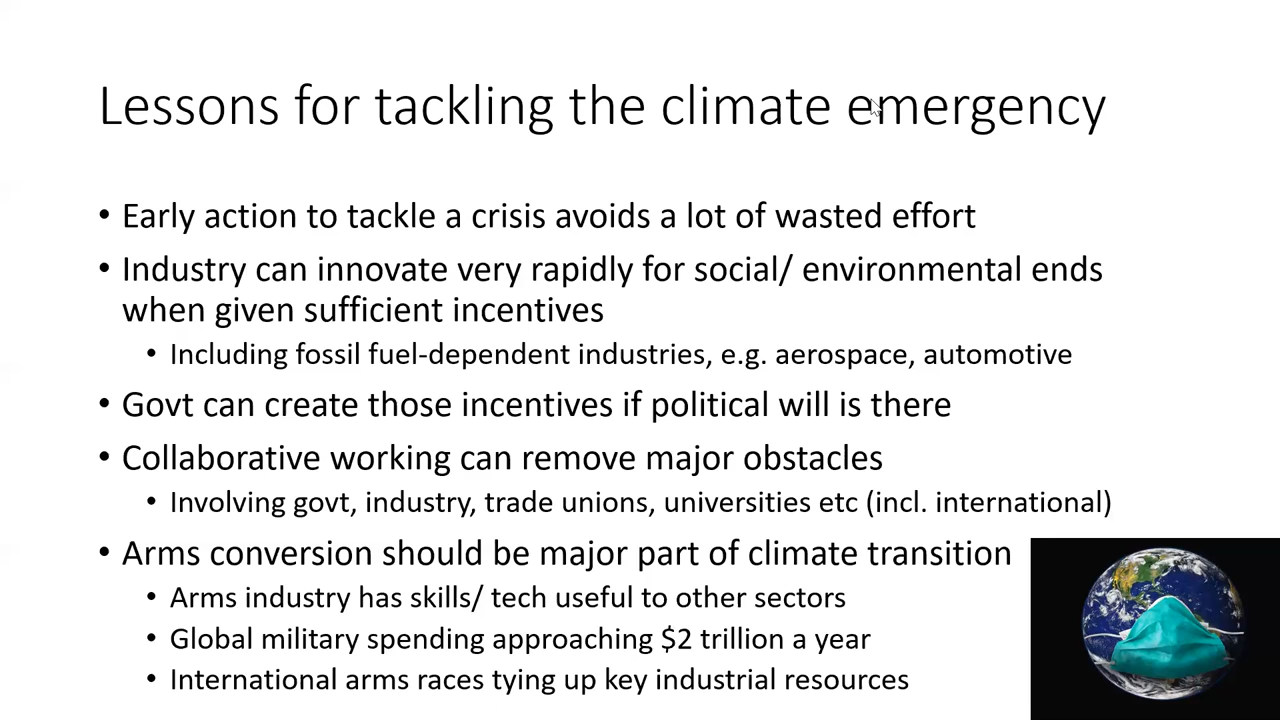 Lessons for tackling the climate emergency
• Early action to tackle a crisis avoids a lot of wasted effort
• Industry can innovate very rapidly for social/ environmental ends
when given sufficient incentives
• Including fossil fuel-dependent industries, e.g. aerospace, automotive
• Govt can create those incentives if political will is there
• Collaborative working can remove major obstacles
• Involving govt, industry, trade unions, universities etc (incl. international)
• Arms conversion should be major part of climate transition
• Arms industry has skills/ tech useful to other sectors
• Global military spending approaching $2 trillion a year
• International arms races tying up key industrial resources